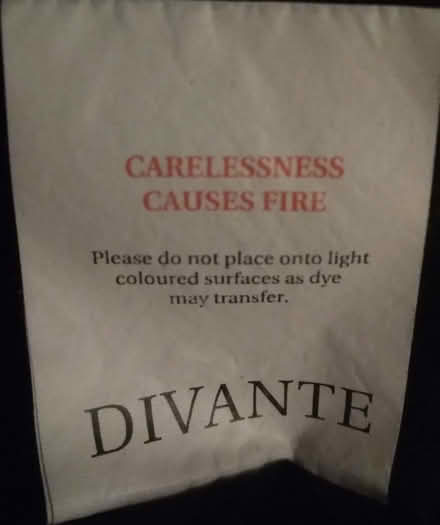 CARELESSNESS
CAUSES FIRE
Please do not place onto light
coloured surfaces as dye
may transfer.
DIVANTE